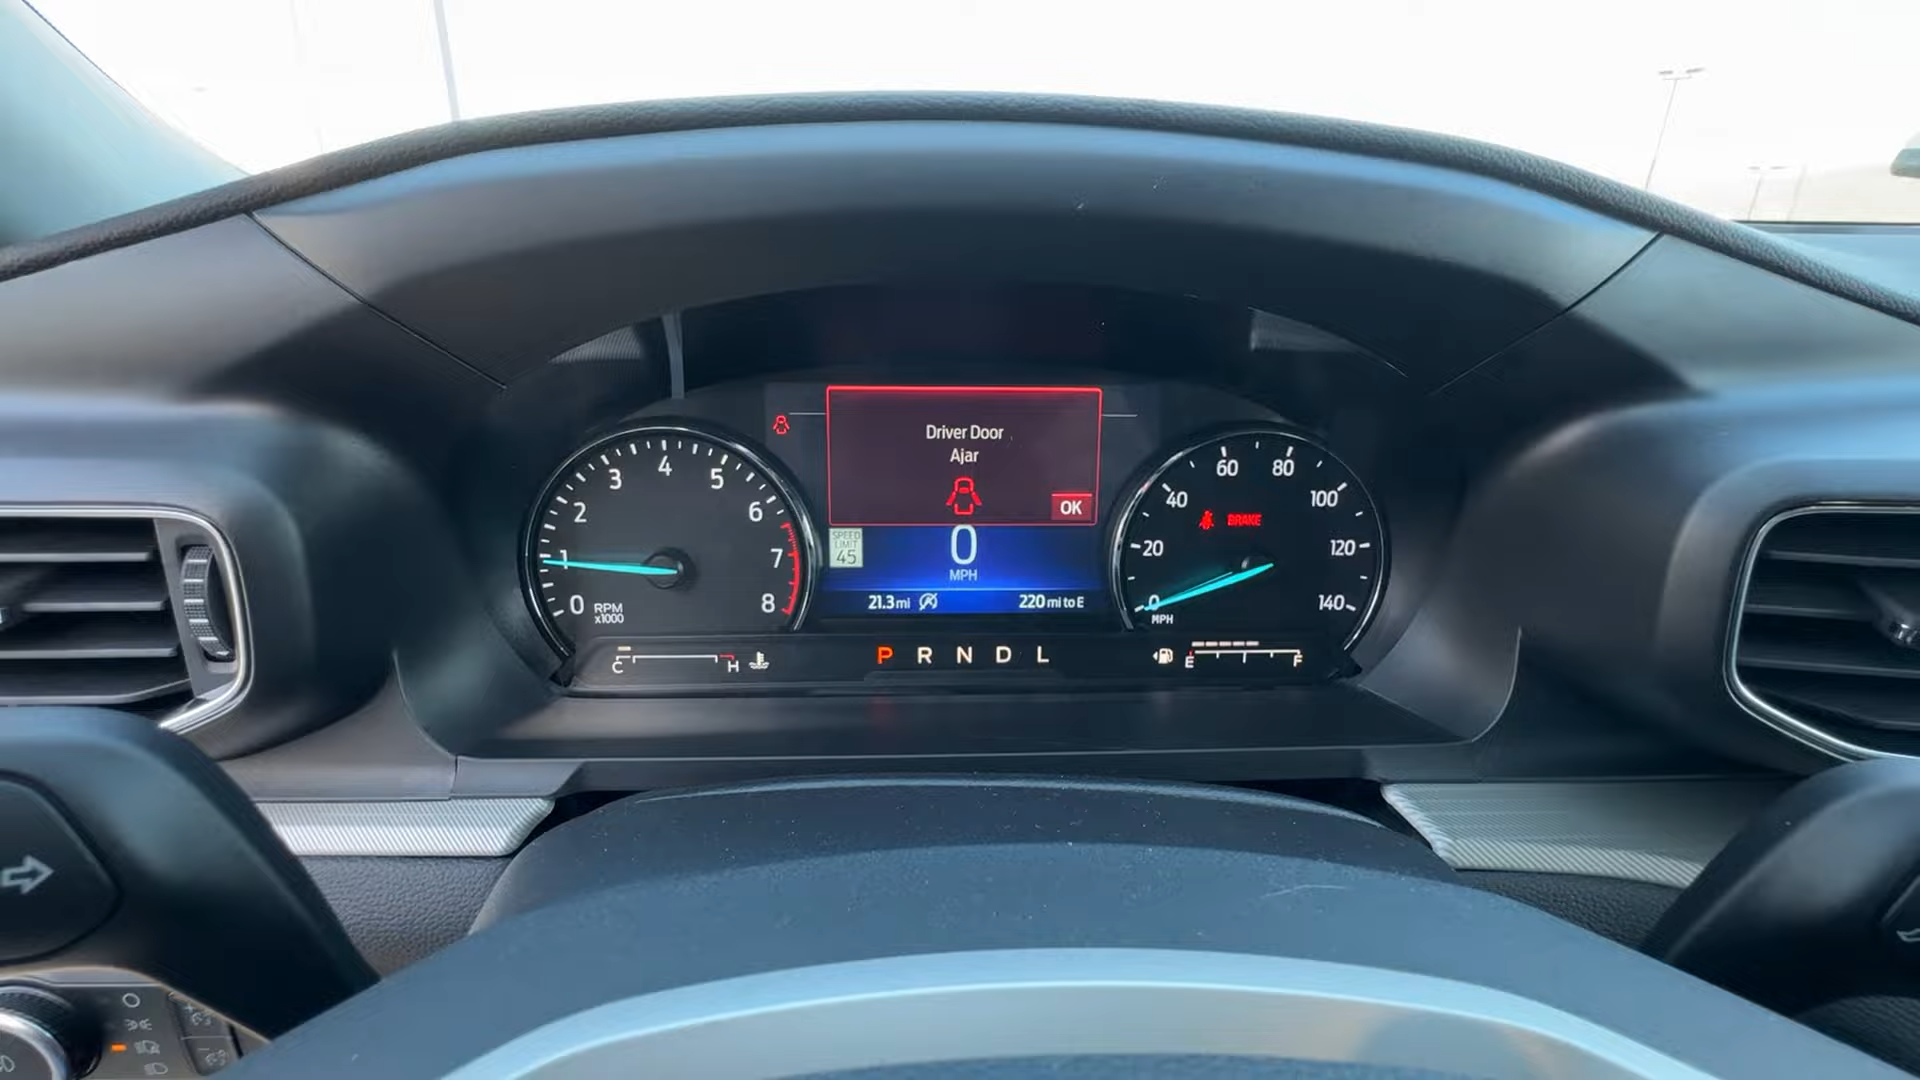 Driver Door
Ajar
OK
SPEED
LIMIT
45
0
MPH
21.3 mi
220 mi to E
0
1
2
3
4
5
6
7
8
RPM
x1000
0
20
40
60
80
100
120
140
MPH
BRAKE
C
H
P R N D L
E
F